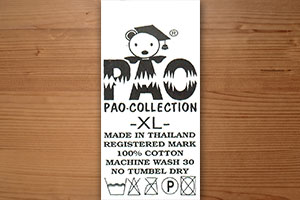 ®
PAO
PAO-COLLECTION
-XL-
MADE IN THAILAND
REGISTERED MARK
100% COTTON
MACHINE WASH 30
NO TUMBEL DRY
P